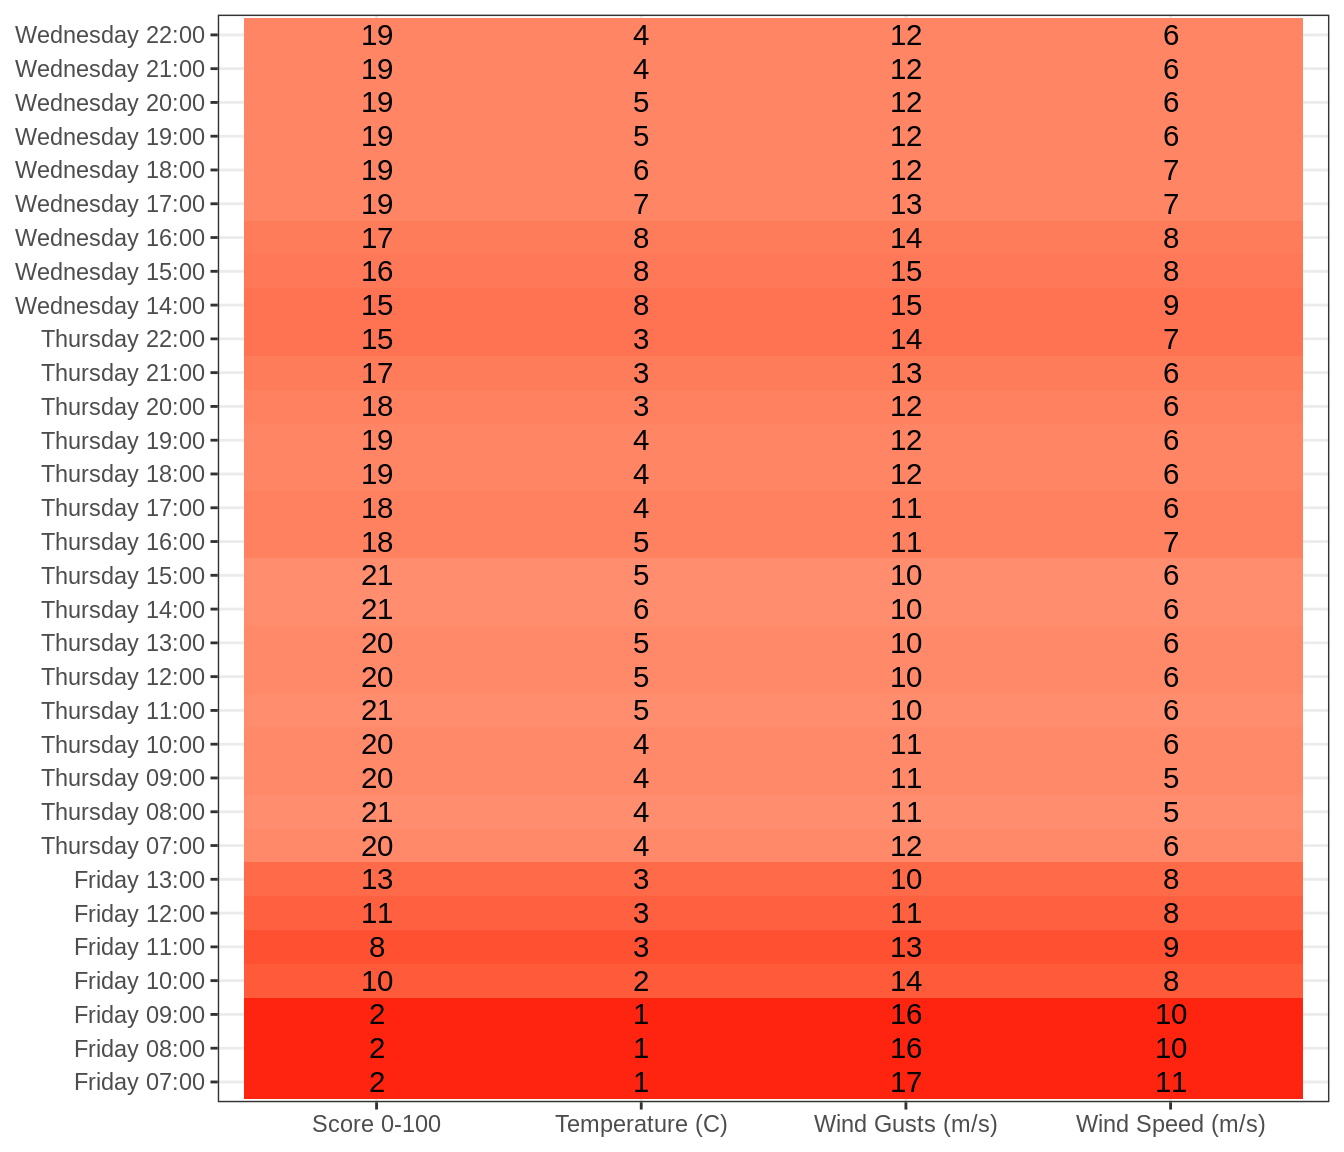 Wednesday 22:00 19 4 12 6
Wednesday 21:00 19 4 12 6
Wednesday 20:00 19 5 12 6
Wednesday 19:00 19 5 12 6
Wednesday 18:00 19 6 12 7
Wednesday 17:00 19 7 13 7
Wednesday 16:00 17 8 14 8
Wednesday 15:00 16 8 15 8
Wednesday 14:00 15 8 15 9
Thursday 22:00 15 3 14 7
Thursday 21:00 17 3 13 6
Thursday 20:00 18 3 12 6
Thursday 19:00 19 4 12 6
Thursday 18:00 19 4 12 6
Thursday 17:00 18 4 11 6
Thursday 16:00 18 5 11 7
Thursday 15:00 21 5 10 6
Thursday 14:00 21 6 10 6
Thursday 13:00 20 5 10 6
Thursday 12:00 20 5 10 6
Thursday 11:00 21 5 10 6
Thursday 10:00 20 4 11 6
Thursday 09:00 20 4 11 5
Thursday 08:00 21 4 11 5
Thursday 07:00 20 4 12 6
Friday 13:00 13 3 10 8
Friday 12:00 11 3 11 8
Friday 11:00 8 3 13 9
Friday 10:00 10 2 14 8
Friday 09:00 2 1 16 10
Friday 08:00 2 1 16 10
Friday 07:00 2 1 17 11
Score 0-100 Temperature (C) Wind Gusts (m/s) Wind Speed (m/s)